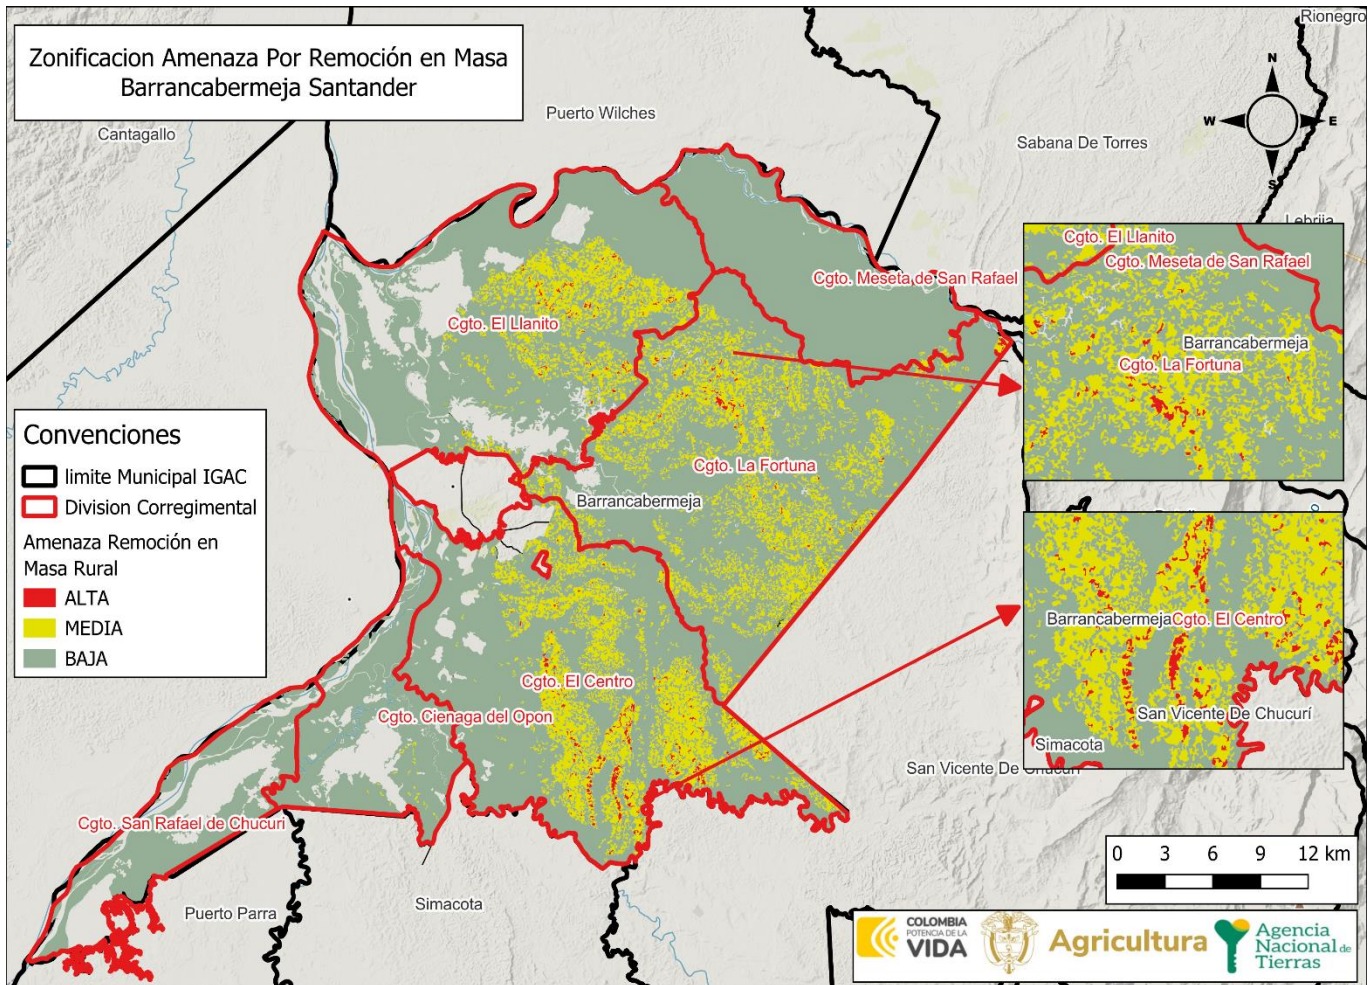 Zonificacion Amenaza Por Remoción en Masa
Barrancabermeja Santander
Rionegro
Cantagallo
Puerto Wilches
Sabana De Torres
N
W
E
S
Lebrija
Cgto. Meseta de San Rafael
Cgto. El Llanito
Cgto. La Fortuna
Barrancabermeja
Cgto. El Centro
Cgto. Cienaga del Opon
Cgto. San Rafael de Chucuri
Puerto Parra
Simacota
San Vicente De Chucurí
Convenciones
limite Municipal IGAC
Division Corregimental
Amenaza Remoción en
Masa Rural
ALTA
MEDIA
BAJA
Cgto. El Llanito
Cgto. Meseta de San Rafael
Barrancabermeja
Cgto. La Fortuna
Barrancabermeja
Cgto. El Centro
San Vicente De Chucurí
Simacota
0 3 6 9 12 km
COLOMBIA
POTENCIA DE LA
VIDA
Agricultura
Agencia
Nacional de
Tierras